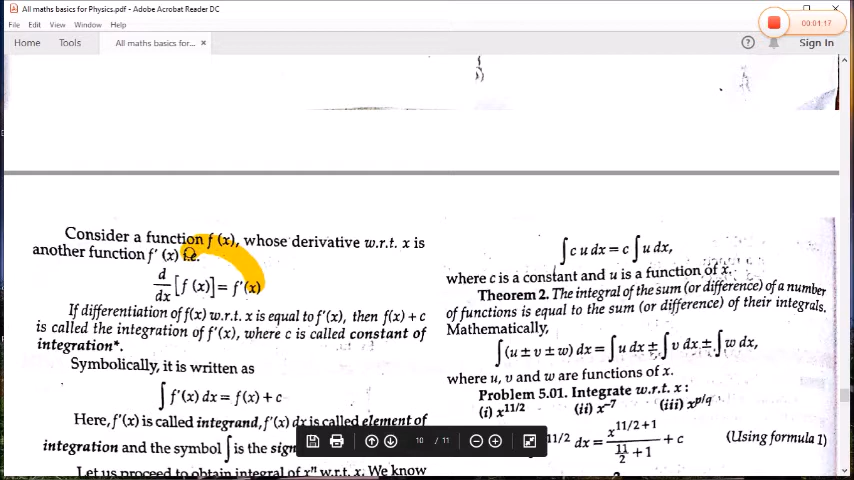 All maths basics for Physics.pdf - Adobe Acrobat Reader DC
File Edit View Window Help
00:01:17
Home Tools All maths basics for... × Sign In
Consider a function f (x), whose derivative w.r.t. x is
another function f′ (x) i.e.
d/dx [f (x)] = f′(x)
If differentiation of f(x) w.r.t. x is equal to f′(x), then f(x) + c
is called the integration of f′(x), where c is called constant of
integration*.
Symbolically, it is written as
∫ f′(x) dx = f(x) + c
Here, f′(x) is called integrand, f′(x) dx is called element of
integration and the symbol ∫ is the sign
Let us proceed to obtain integral of xⁿ w.r.t. x. We know
∫ c u dx = c ∫ u dx,
where c is a constant and u is a function of x.
Theorem 2. The integral of the sum (or difference) of a number
of functions is equal to the sum (or difference) of their integrals.
Mathematically,
∫ (u ± v ± w) dx = ∫ u dx ± ∫ v dx ± ∫ w dx,
where u, v and w are functions of x.
Problem 5.01. Integrate w.r.t. x :
(i) x^11/2 (ii) x^-7 (iii) x^p/q
11/2 dx = x^(11/2+1) / (11/2 + 1) + c (Using formula 1)
10 / 11